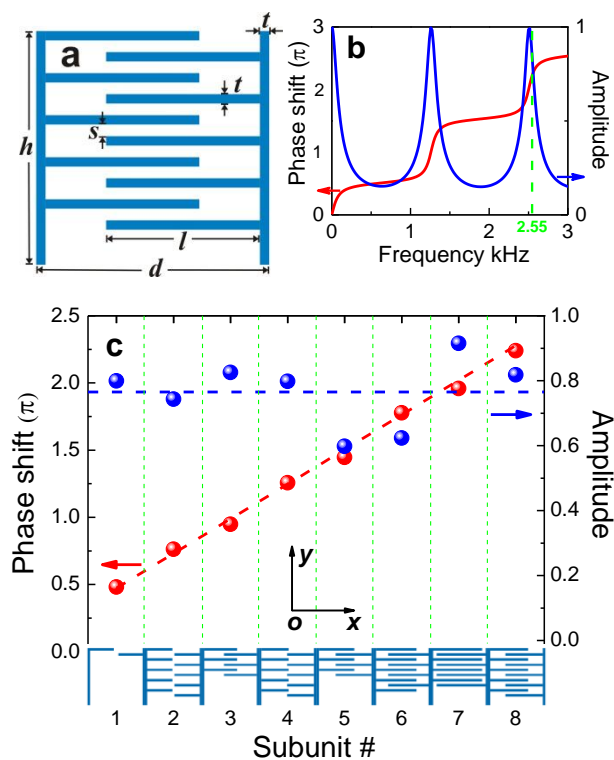 a
t
t
s
h
l
d
b
Phase shift (π)
3
2
1
0
1
0
Amplitude
0
1
2
3
2.55
Frequency kHz
c
Phase shift (π)
2.5
2.0
1.5
1.0
0.5
0.0
1.0
0.8
0.6
0.4
0.2
0.0
Amplitude
y
o
x
1 2 3 4 5 6 7 8
Subunit #